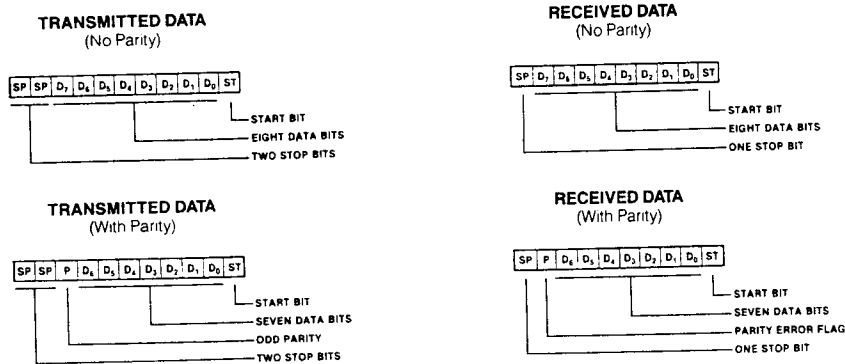 TRANSMITTED DATA
(No Parity)
SP SP D7 D6 D5 D4 D3 D2 D1 D0 ST
START BIT
EIGHT DATA BITS
TWO STOP BITS
RECEIVED DATA
(No Parity)
SP D7 D6 D5 D4 D3 D2 D1 D0 ST
START BIT
EIGHT DATA BITS
ONE STOP BIT
TRANSMITTED DATA
(With Parity)
SP SP P D6 D5 D4 D3 D2 D1 D0 ST
START BIT
SEVEN DATA BITS
ODD PARITY
TWO STOP BITS
RECEIVED DATA
(With Parity)
SP P D6 D5 D4 D3 D2 D1 D0 ST
START BIT
SEVEN DATA BITS
PARITY ERROR FLAG
ONE STOP BIT